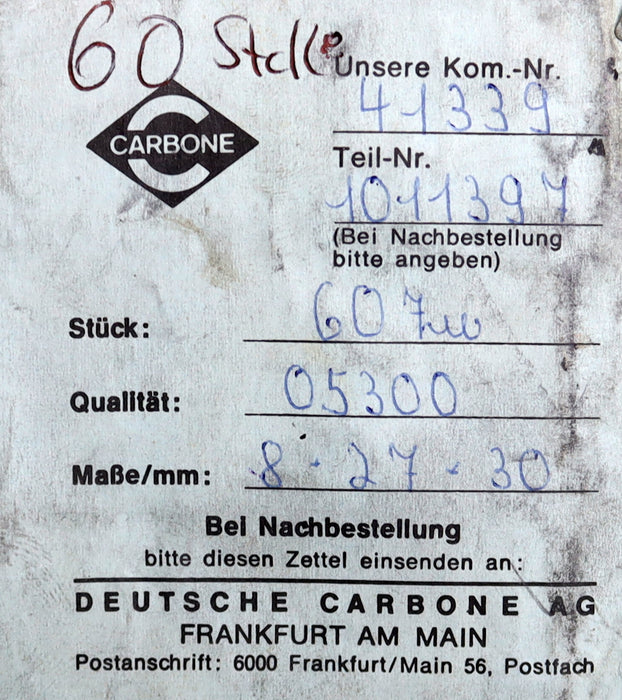 60 Stck
CARBONE
Unsere Kom.-Nr.
41339
Teil-Nr.
1011397
(Bei Nachbestellung
bitte angeben)
Stück: 60
Qualität: 05300
Maße/mm: 8 · 27 · 30
Bei Nachbestellung
bitte diesen Zettel einsenden an:
DEUTSCHE CARBONE AG
FRANKFURT AM MAIN
Postanschrift: 6000 Frankfurt/Main 56, Postfach